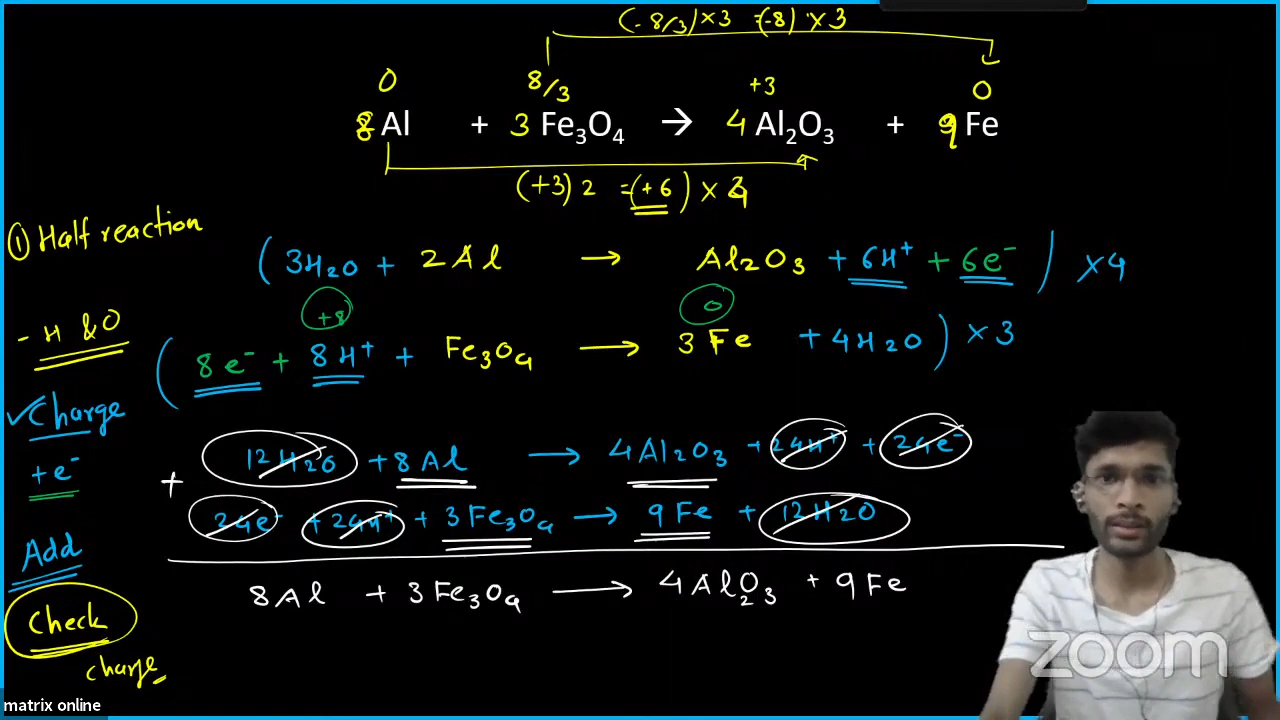 (-8/3)×3 =(-8) ×3
0 8/3 +3 0
8Al + 3 Fe₃O₄ → 4 Al₂O₃ + 9 Fe
(+3) 2 =(+6) ×4
① Half reaction
(3H₂O + 2Al → Al₂O₃ + 6H⁺ + 6e⁻) ×4
+8 0
- H & O
(8e⁻ + 8H⁺ + Fe₃O₄ → 3Fe + 4H₂O) ×3
✓Charge
12H₂O + 8Al → 4Al₂O₃ + 24H⁺ + 24e⁻
+e⁻
+
24e⁻ + 24H⁺ + 3Fe₃O₄ → 9Fe + 12H₂O
Add
8Al + 3Fe₃O₄ → 4Al₂O₃ + 9Fe
Check
charge
zoom
matrix online